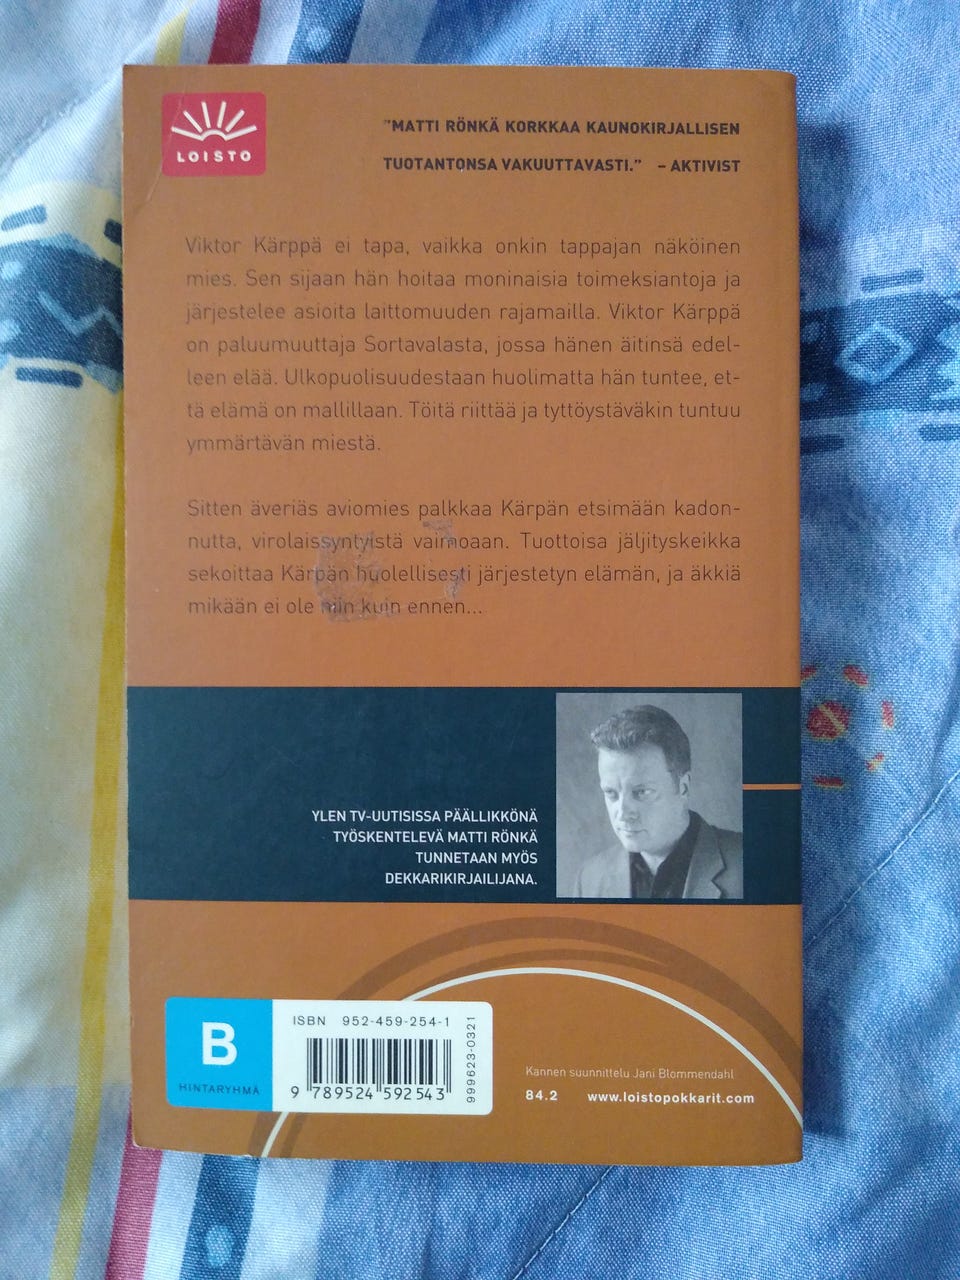 LOISTO
"MATTI RÖNKÄ KORKKAA KAUNOKIRJALLISEN
TUOTANTONSA VAKUUTTAVASTI." – AKTIVIST
Viktor Kärppä ei tapa, vaikka onkin tappajan näköinen
mies. Sen sijaan hän hoitaa moninaisia toimeksiantoja ja
järjestelee asioita laittomuuden rajamailla. Viktor Kärppä
on paluumuuttaja Sortavalasta, jossa hänen äitinsä edel-
leen elää. Ulkopuolisuudestaan huolimatta hän tuntee, et-
tä elämä on mallillaan. Töitä riittää ja tyttöystäväkin tuntuu
ymmärtävän miestä.
Sitten äveriäs aviomies palkkaa Kärpän etsimään kadon-
nutta, virolaissyntyistä vaimoaan. Tuottoisa jäljityskeikka
sekoittaa Kärpän huolellisesti järjestetyn elämän, ja äkkiä
mikään ei ole niin kuin ennen...
YLEN TV-UUTISISSA PÄÄLLIKKÖNÄ
TYÖSKENTELEVÄ MATTI RÖNKÄ
TUNNETAAN MYÖS
DEKKARIKIRJAILIJANA.
B
HINTARYHMÄ
ISBN 952-459-254-1
9 789524 592543
999623-0321
Kannen suunnittelu Jani Blommendahl
84.2 www.loistopokkarit.com